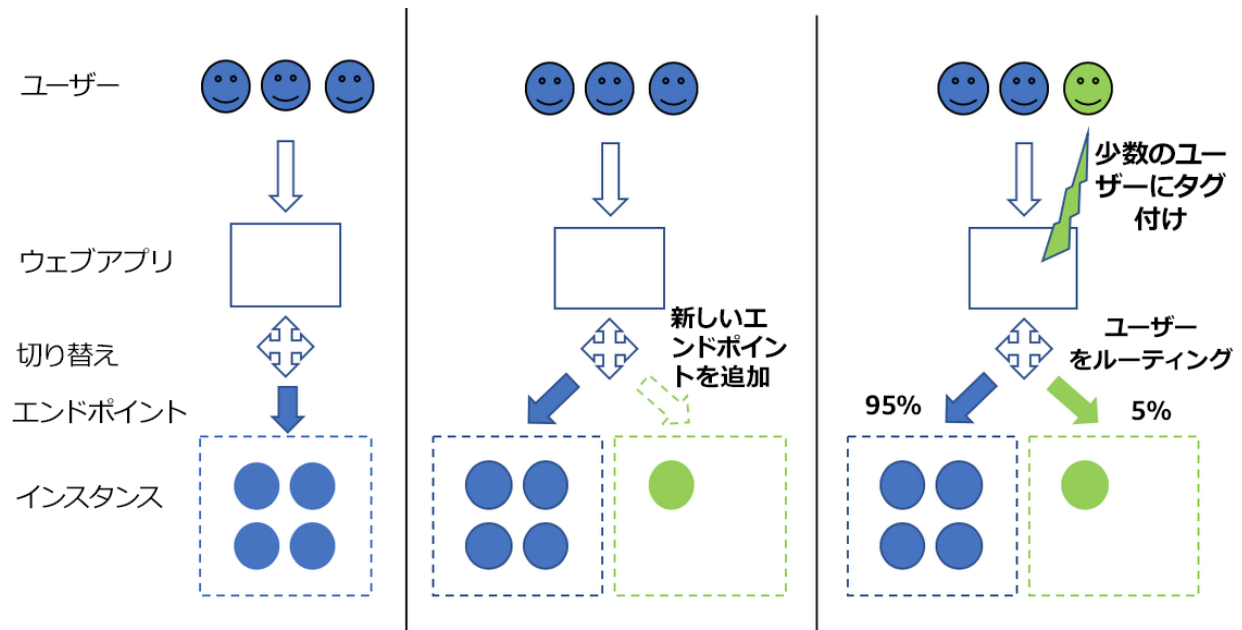 ユーザー
少数のユー
ザーにタグ
付け
ウェブアプリ
新しいエ
ンドポイン
トを追加
切り替え
ユーザー
をルーティング
エンドポイント
95%
5%
インスタンス